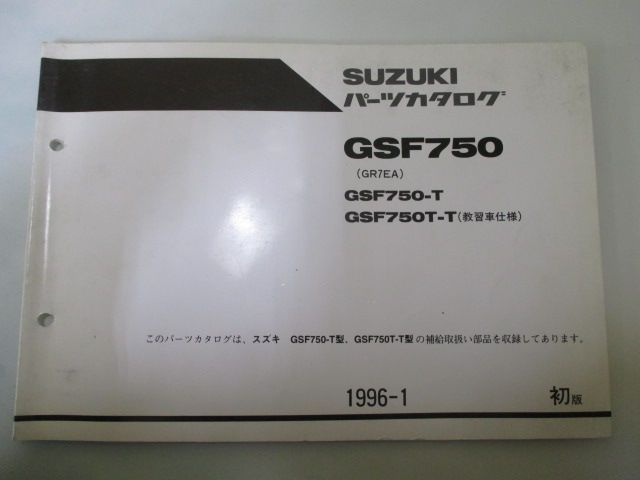 SUZUKI
パーツカタログ
GSF750
(GR7EA)
GSF750-T
GSF750T-T(教習車仕様)
このパーツカタログは、スズキ GSF750-T型、GSF750T-T型の補給取扱い部品を収録してあります。
1996-1 初版